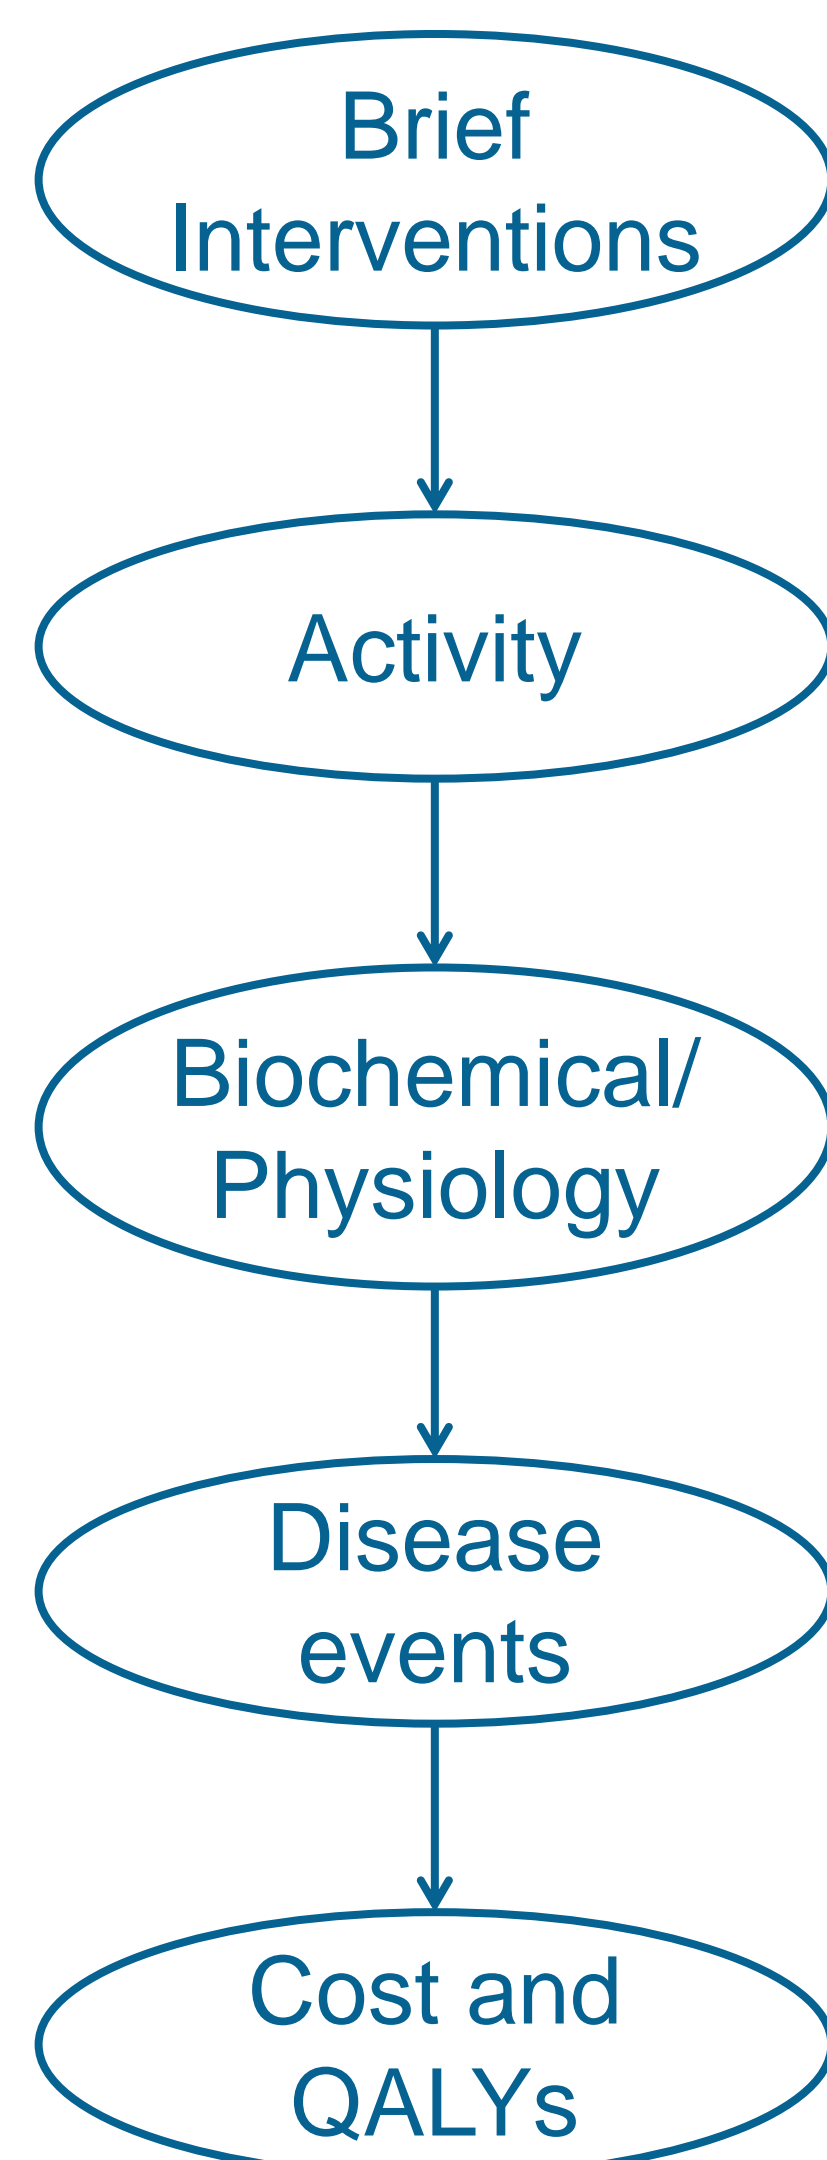 Brief
Interventions
Activity
Biochemical/
Physiology
Disease
events
Cost and
QALYs